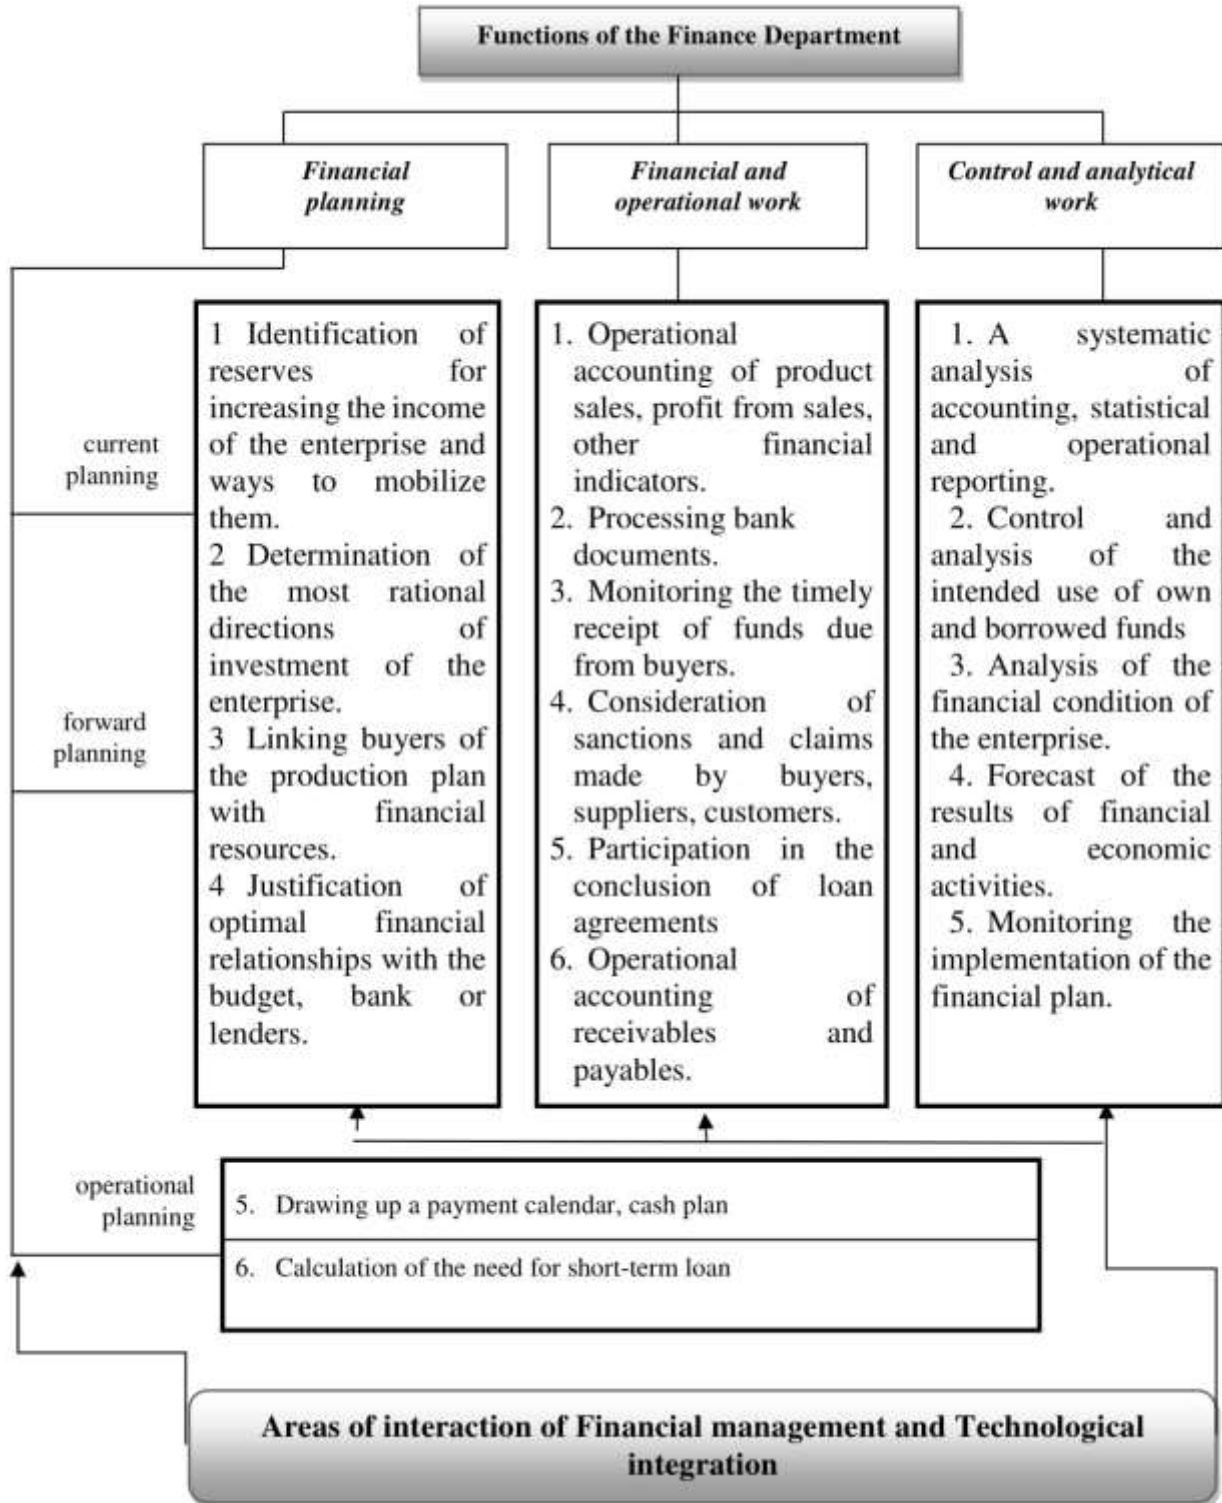 Functions of the Finance Department
Financial
planning
Financial and
operational work
Control and analytical
work
current
planning
forward
planning
1 Identification of
reserves for
increasing the income
of the enterprise and
ways to mobilize
them.
2 Determination of
the most rational
directions of
investment of the
enterprise.
3 Linking buyers of
the production plan
with financial
resources.
4 Justification of
optimal financial
relationships with the
budget, bank or
lenders.
1. Operational
accounting of product
sales, profit from sales,
other financial
indicators.
2. Processing bank
documents.
3. Monitoring the timely
receipt of funds due
from buyers.
4. Consideration of
sanctions and claims
made by buyers,
suppliers, customers.
5. Participation in the
conclusion of loan
agreements
6. Operational
accounting of
receivables and
payables.
1. A systematic
analysis of
accounting, statistical
and operational
reporting.
2. Control and
analysis of the
intended use of own
and borrowed funds
3. Analysis of the
financial condition of
the enterprise.
4. Forecast of the
results of financial
and economic
activities.
5. Monitoring the
implementation of the
financial plan.
operational
planning
5. Drawing up a payment calendar, cash plan
6. Calculation of the need for short-term loan
Areas of interaction of Financial management and Technological
integration